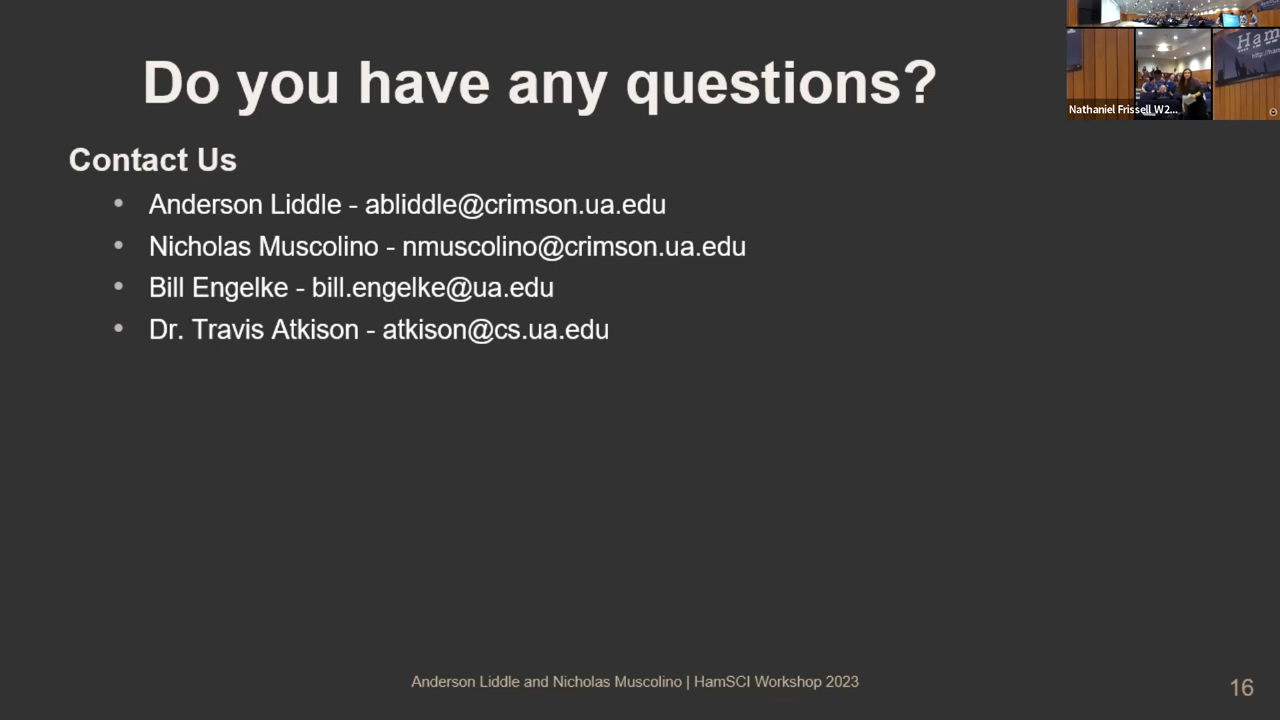 Do you have any questions?
Contact Us
• Anderson Liddle - abliddle@crimson.ua.edu
• Nicholas Muscolino - nmuscolino@crimson.ua.edu
• Bill Engelke - bill.engelke@ua.edu
• Dr. Travis Atkison - atkison@cs.ua.edu
Anderson Liddle and Nicholas Muscolino | HamSCI Workshop 2023
16
Ham
Nathaniel Frissell W2...